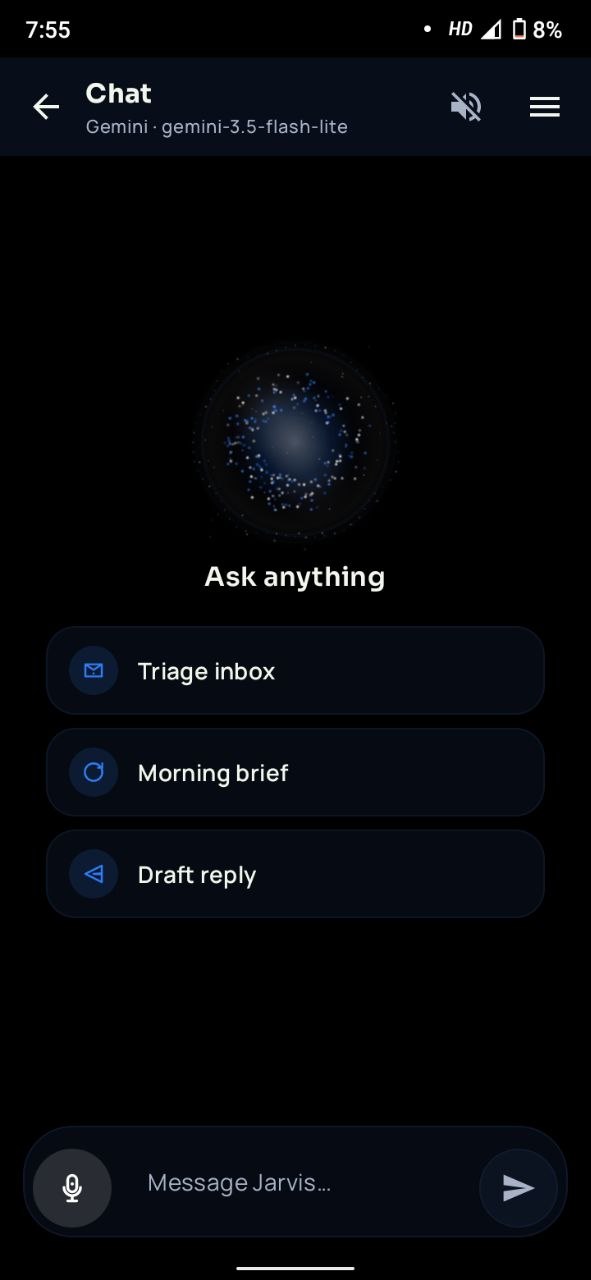 7:55
HD
8%
Chat
Gemini · gemini-3.5-flash-lite
Ask anything
Triage inbox
Morning brief
Draft reply
Message Jarvis...